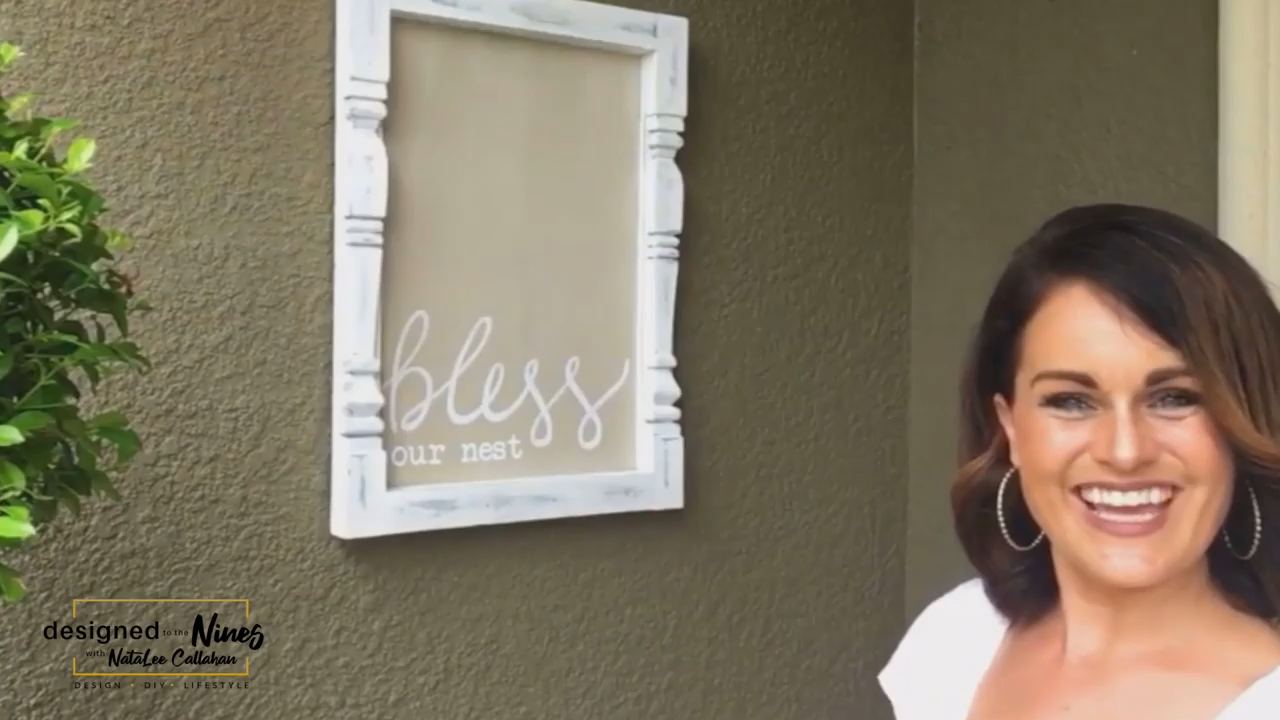 bless
our nest
designed to the Nines
with NataLee Callahan
DESIGN · DIY · LIFESTYLE